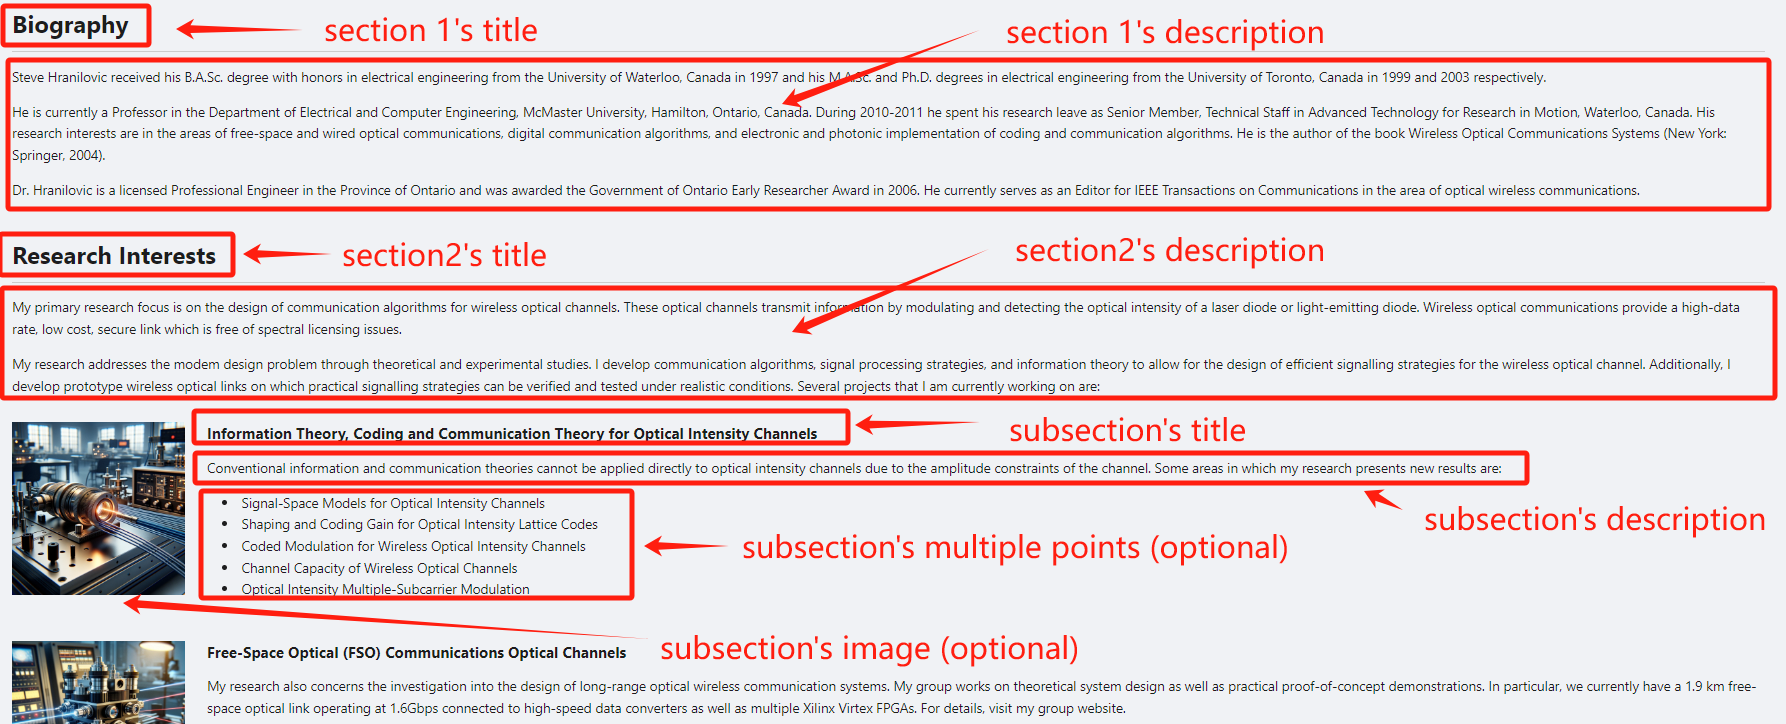 Biography
section 1's title
section 1's description
Steve Hranilovic received his B.A.Sc. degree with honors in electrical engineering from the University of Waterloo, Canada in 1997 and his M.A.Sc. and Ph.D. degrees in electrical engineering from the University of Toronto, Canada in 1999 and 2003 respectively.
He is currently a Professor in the Department of Electrical and Computer Engineering, McMaster University, Hamilton, Ontario, Canada. During 2010-2011 he spent his research leave as Senior Member, Technical Staff in Advanced Technology for Research in Motion, Waterloo, Canada. His
research interests are in the areas of free-space and wired optical communications, digital communication algorithms, and electronic and photonic implementation of coding and communication algorithms. He is the author of the book Wireless Optical Communications Systems (New York:
Springer, 2004).
Dr. Hranilovic is a licensed Professional Engineer in the Province of Ontario and was awarded the Government of Ontario Early Researcher Award in 2006. He currently serves as an Editor for IEEE Transactions on Communications in the area of optical wireless communications.
Research Interests
section2's title
section2's description
My primary research focus is on the design of communication algorithms for wireless optical channels. These optical channels transmit information by modulating and detecting the optical intensity of a laser diode or light-emitting diode. Wireless optical communications provide a high-data
rate, low cost, secure link which is free of spectral licensing issues.
My research addresses the modem design problem through theoretical and experimental studies. I develop communication algorithms, signal processing strategies, and information theory to allow for the design of efficient signalling strategies for the wireless optical channel. Additionally, I
develop prototype wireless optical links on which practical signalling strategies can be verified and tested under realistic conditions. Several projects that I am currently working on are:
Information Theory, Coding and Communication Theory for Optical Intensity Channels
subsection's title
Conventional information and communication theories cannot be applied directly to optical intensity channels due to the amplitude constraints of the channel. Some areas in which my research presents new results are:
subsection's description
• Signal-Space Models for Optical Intensity Channels
• Shaping and Coding Gain for Optical Intensity Lattice Codes
• Coded Modulation for Wireless Optical Intensity Channels
• Channel Capacity of Wireless Optical Channels
• Optical Intensity Multiple-Subcarrier Modulation
subsection's multiple points (optional)
subsection's image (optional)
Free-Space Optical (FSO) Communications Optical Channels
My research also concerns the investigation into the design of long-range optical wireless communication systems. My group works on theoretical system design as well as practical proof-of-concept demonstrations. In particular, we currently have a 1.9 km free-
space optical link operating at 1.6Gbps connected to high-speed data converters as well as multiple Xilinx Virtex FPGAs. For details, visit my group website.